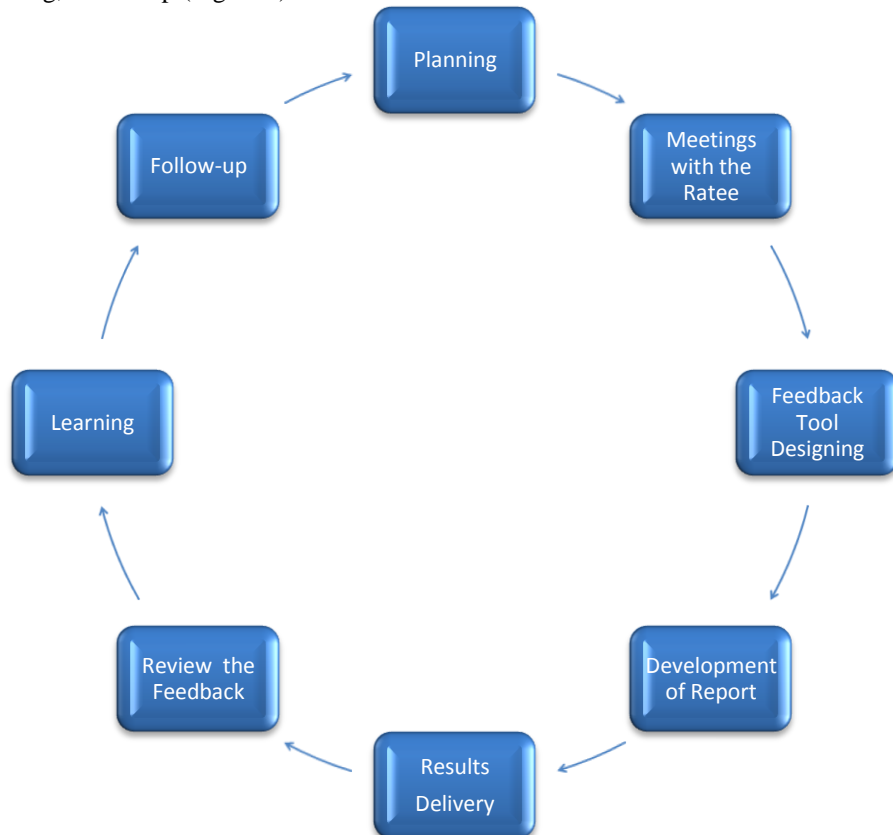 Planning
Meetings
with the
Ratee
Feedback
Tool
Designing
Development
of Report
Results
Delivery
Review the
Feedback
Learning
Follow-up